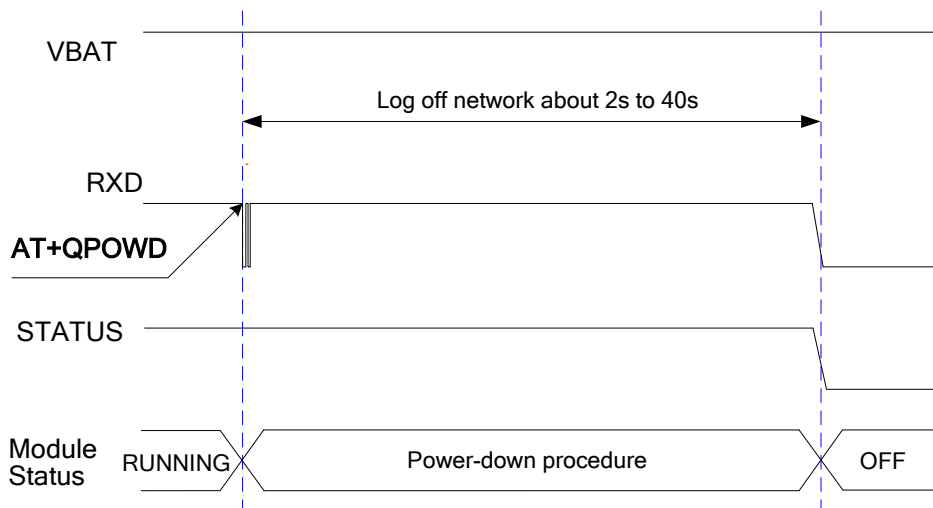 VBAT
Log off network about 2s to 40s
RXD
AT+QPOWD
STATUS
Module
Status
RUNNING
Power-down procedure
OFF